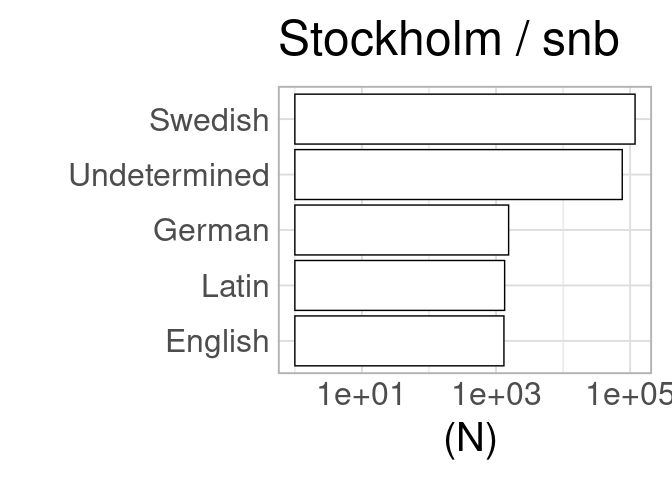 Stockholm / snb
Swedish
Undetermined
German
Latin
English
1e+01 1e+03 1e+05
(N)